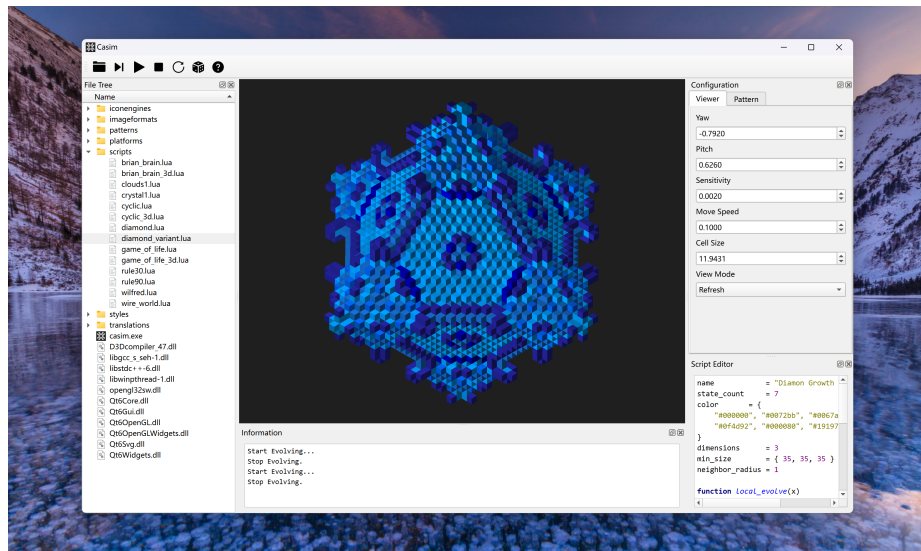 Casim
File Tree
Name
iconengines
imageformats
patterns
platforms
scripts
brian_brain.lua
brian_brain_3d.lua
clouds1.lua
crystal1.lua
cyclic.lua
cyclic_3d.lua
diamond.lua
diamond_variant.lua
game_of_life.lua
game_of_life_3d.lua
rule30.lua
rule90.lua
wilfred.lua
wire_world.lua
styles
translations
casim.exe
D3Dcompiler_47.dll
libgcc_s_seh-1.dll
libstdc++-6.dll
libwinpthread-1.dll
opengl32sw.dll
Qt6Core.dll
Qt6Gui.dll
Qt6OpenGL.dll
Qt6OpenGLWidgets.dll
Qt6Svg.dll
Qt6Widgets.dll
Information
Start Evolving...
Stop Evolving.
Start Evolving...
Stop Evolving.
Configuration
Viewer Pattern
Yaw
-0.7920
Pitch
0.6260
Sensitivity
0.0020
Move Speed
0.1000
Cell Size
11.9431
View Mode
Refresh
Script Editor
name = "Diamon Growth
state_count = 7
color = {
"#000000", "#0072bb", "#0067a
"#0f4d92", "#000080", "#19197
}
dimensions = 3
min_size = { 35, 35, 35 }
neighbor_radius = 1
function local_evolve(x)